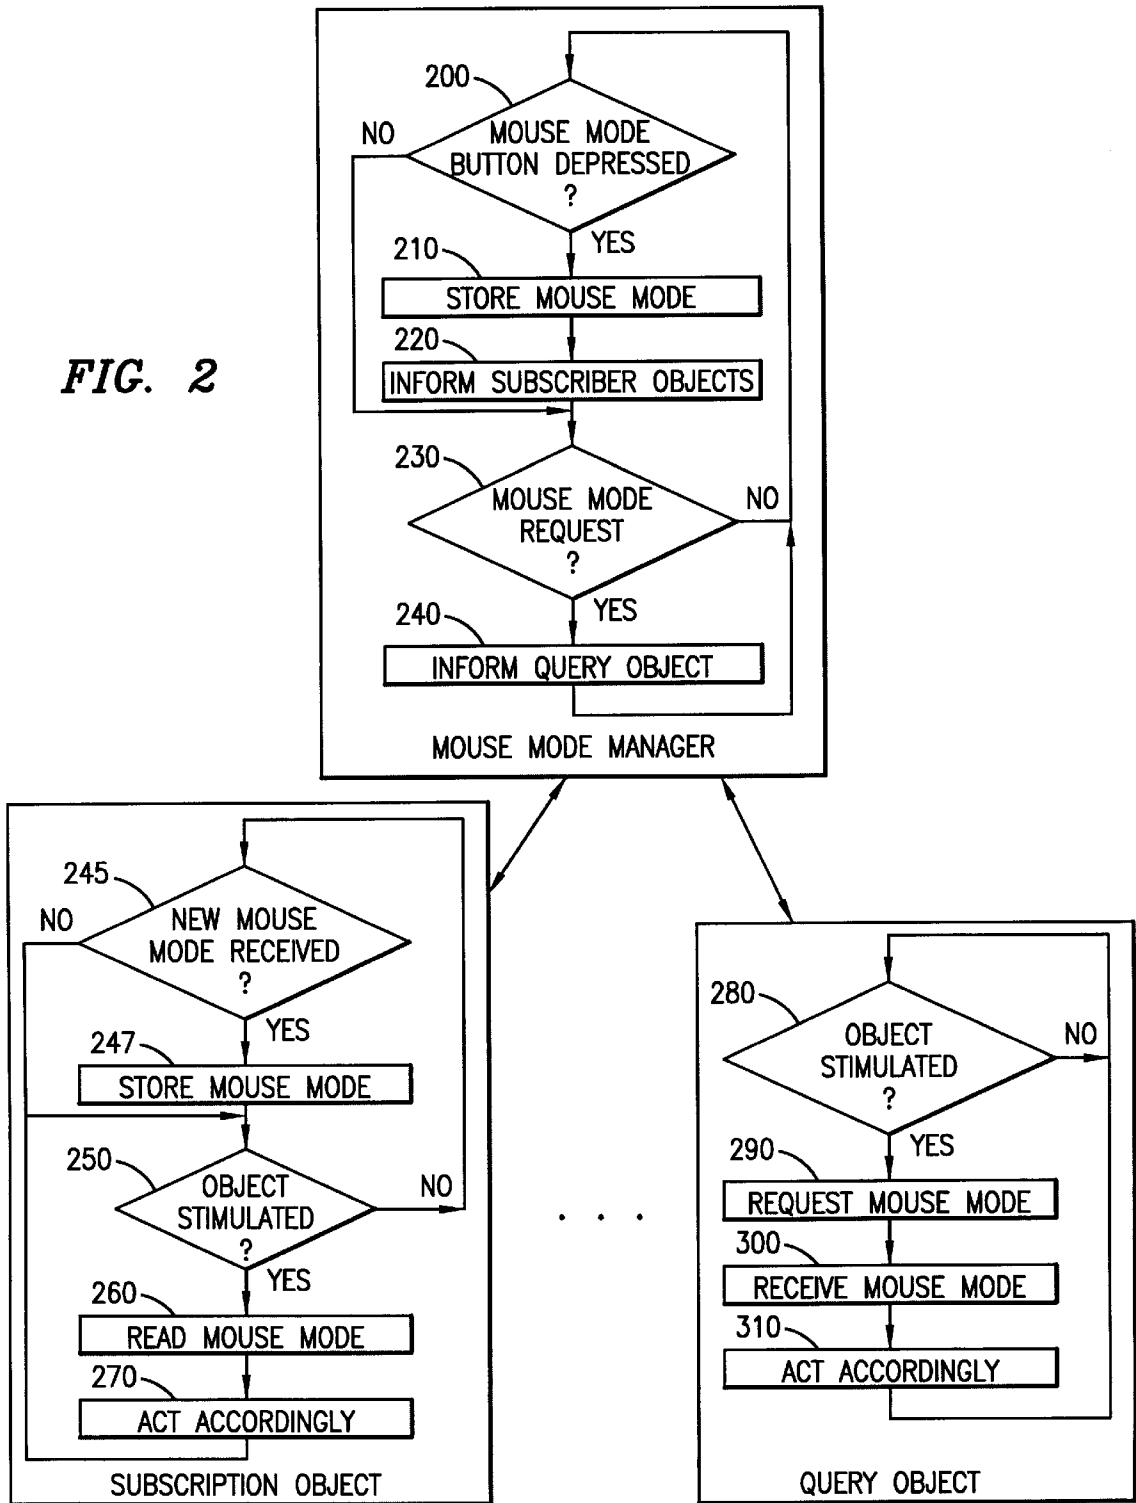 200
NO
MOUSE MODE
BUTTON DEPRESSED
?
YES
210
STORE MOUSE MODE
220
INFORM SUBSCRIBER OBJECTS
FIG. 2
230
MOUSE MODE
REQUEST
?
NO
YES
240
INFORM QUERY OBJECT
MOUSE MODE MANAGER
245
NO
NEW MOUSE
MODE RECEIVED
?
YES
247
STORE MOUSE MODE
250
OBJECT
STIMULATED
?
NO
YES
260
READ MOUSE MODE
270
ACT ACCORDINGLY
SUBSCRIPTION OBJECT
. . .
280
OBJECT
STIMULATED
?
NO
YES
290
REQUEST MOUSE MODE
300
RECEIVE MOUSE MODE
310
ACT ACCORDINGLY
QUERY OBJECT